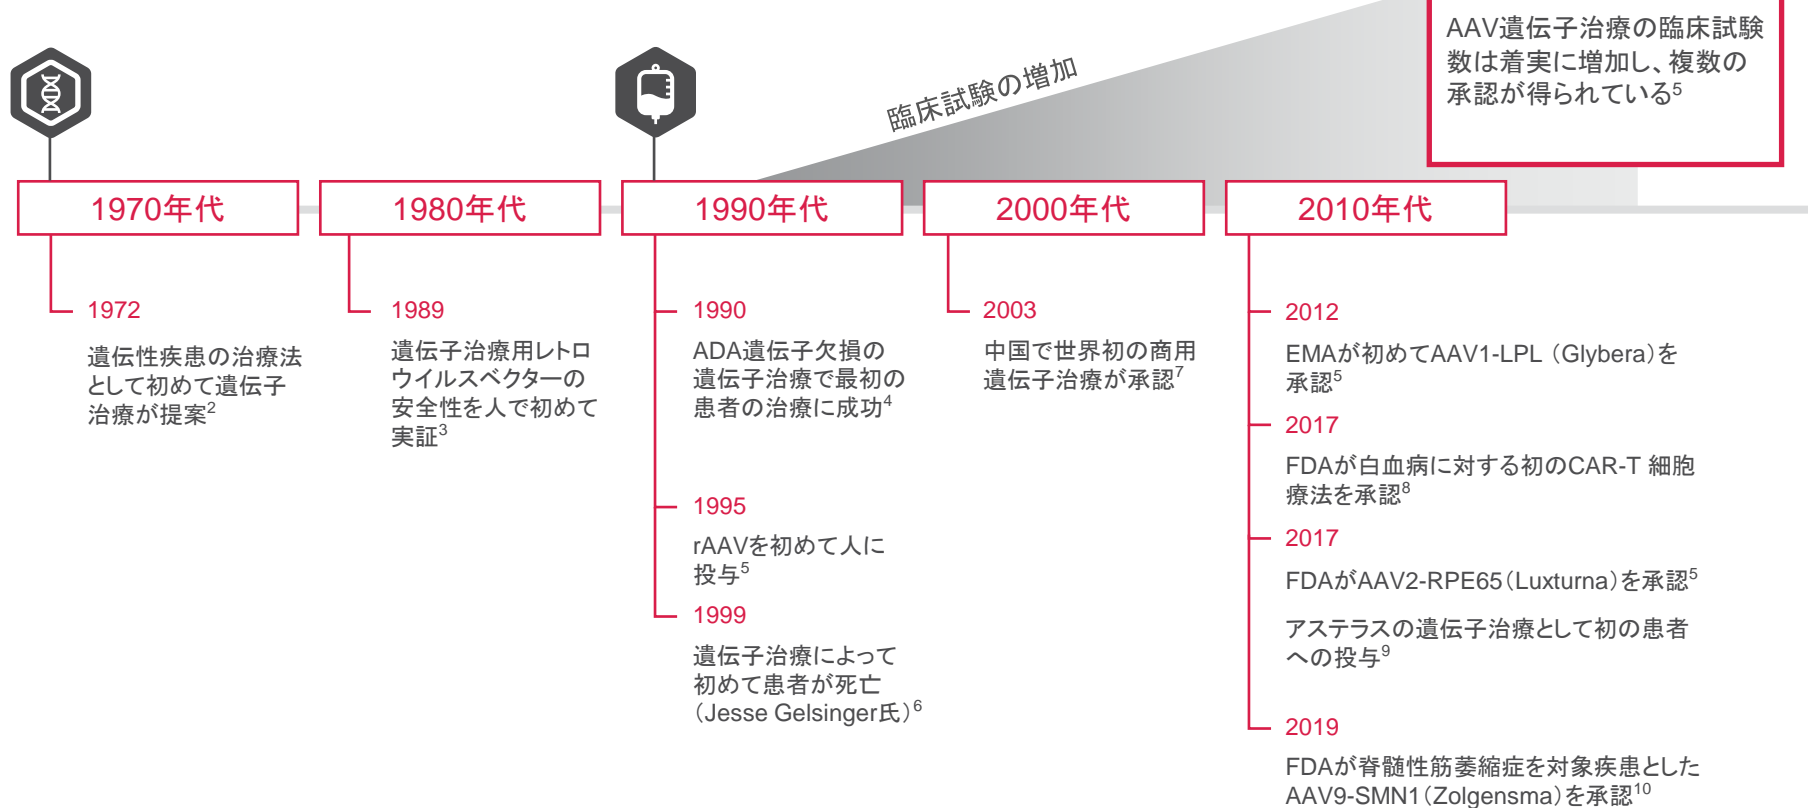 AAV遺伝子治療の臨床試験
数は着実に増加し、複数の
承認が得られている5
臨床試験の増加
1970年代
1980年代
1990年代
2000年代
2010年代
1972
遺伝性疾患の治療法
として初めて遺伝子
治療が提案2
1989
遺伝子治療用レトロ
ウイルスベクターの
安全性を人で初めて
実証3
1990
ADA遺伝子欠損の
遺伝子治療で最初の
患者の治療に成功4
1995
rAAVを初めて人に
投与5
1999
遺伝子治療によって
初めて患者が死亡
（Jesse Gelsinger氏）6
2003
中国で世界初の商用
遺伝子治療が承認7
2012
EMAが初めてAAV1-LPL（Glybera）を
承認5
2017
FDAが白血病に対する初のCAR-T 細胞
療法を承認8
2017
FDAがAAV2-RPE65（Luxturna）を承認5
アステラスの遺伝子治療として初の患者
への投与9
2019
FDAが脊髄性筋萎縮症を対象疾患とした
AAV9-SMN1（Zolgensma）を承認10